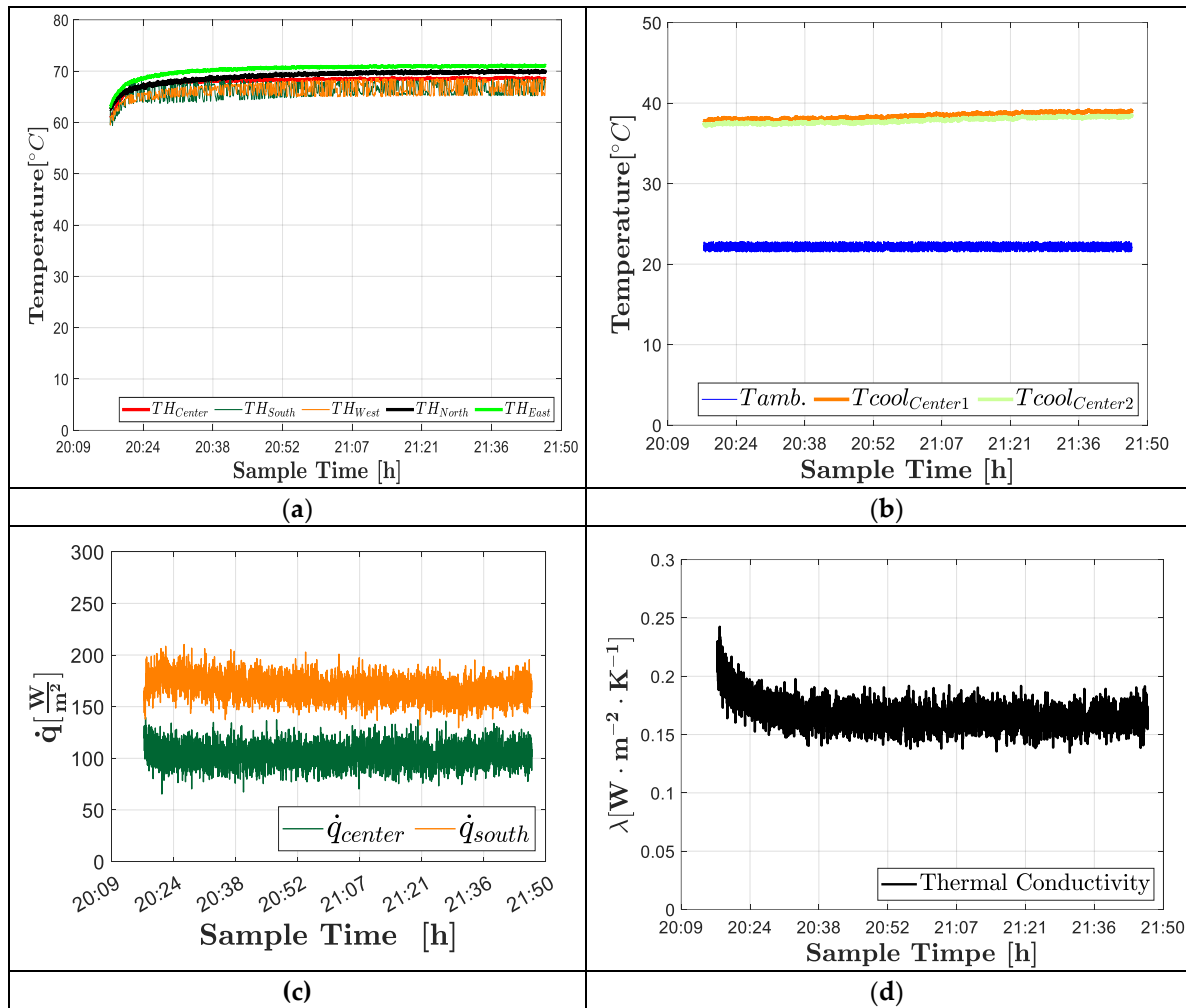 80
70
60
50
40
30
20
10
0
Temperature[°C]
TH_Center TH_South TH_West TH_North TH_East
20:09 20:24 20:38 20:52 21:07 21:21 21:36 21:50
Sample Time [h]
(a)
50
40
30
20
10
0
Temperature[°C]
Tamb. Tcool_Center1 Tcool_Center2
20:09 20:24 20:38 20:52 21:07 21:21 21:36 21:50
Sample Time [h]
(b)
300
250
200
150
100
50
0
q̇[W/m²]
q̇_center q̇_south
20:09 20:24 20:38 20:52 21:07 21:21 21:36 21:50
Sample Time [h]
(c)
0.3
0.25
0.2
0.15
0.1
0.05
0
λ[W · m⁻² · K⁻¹]
Thermal Conductivity
20:09 20:24 20:38 20:52 21:07 21:21 21:36 21:50
Sample Timpe [h]
(d)